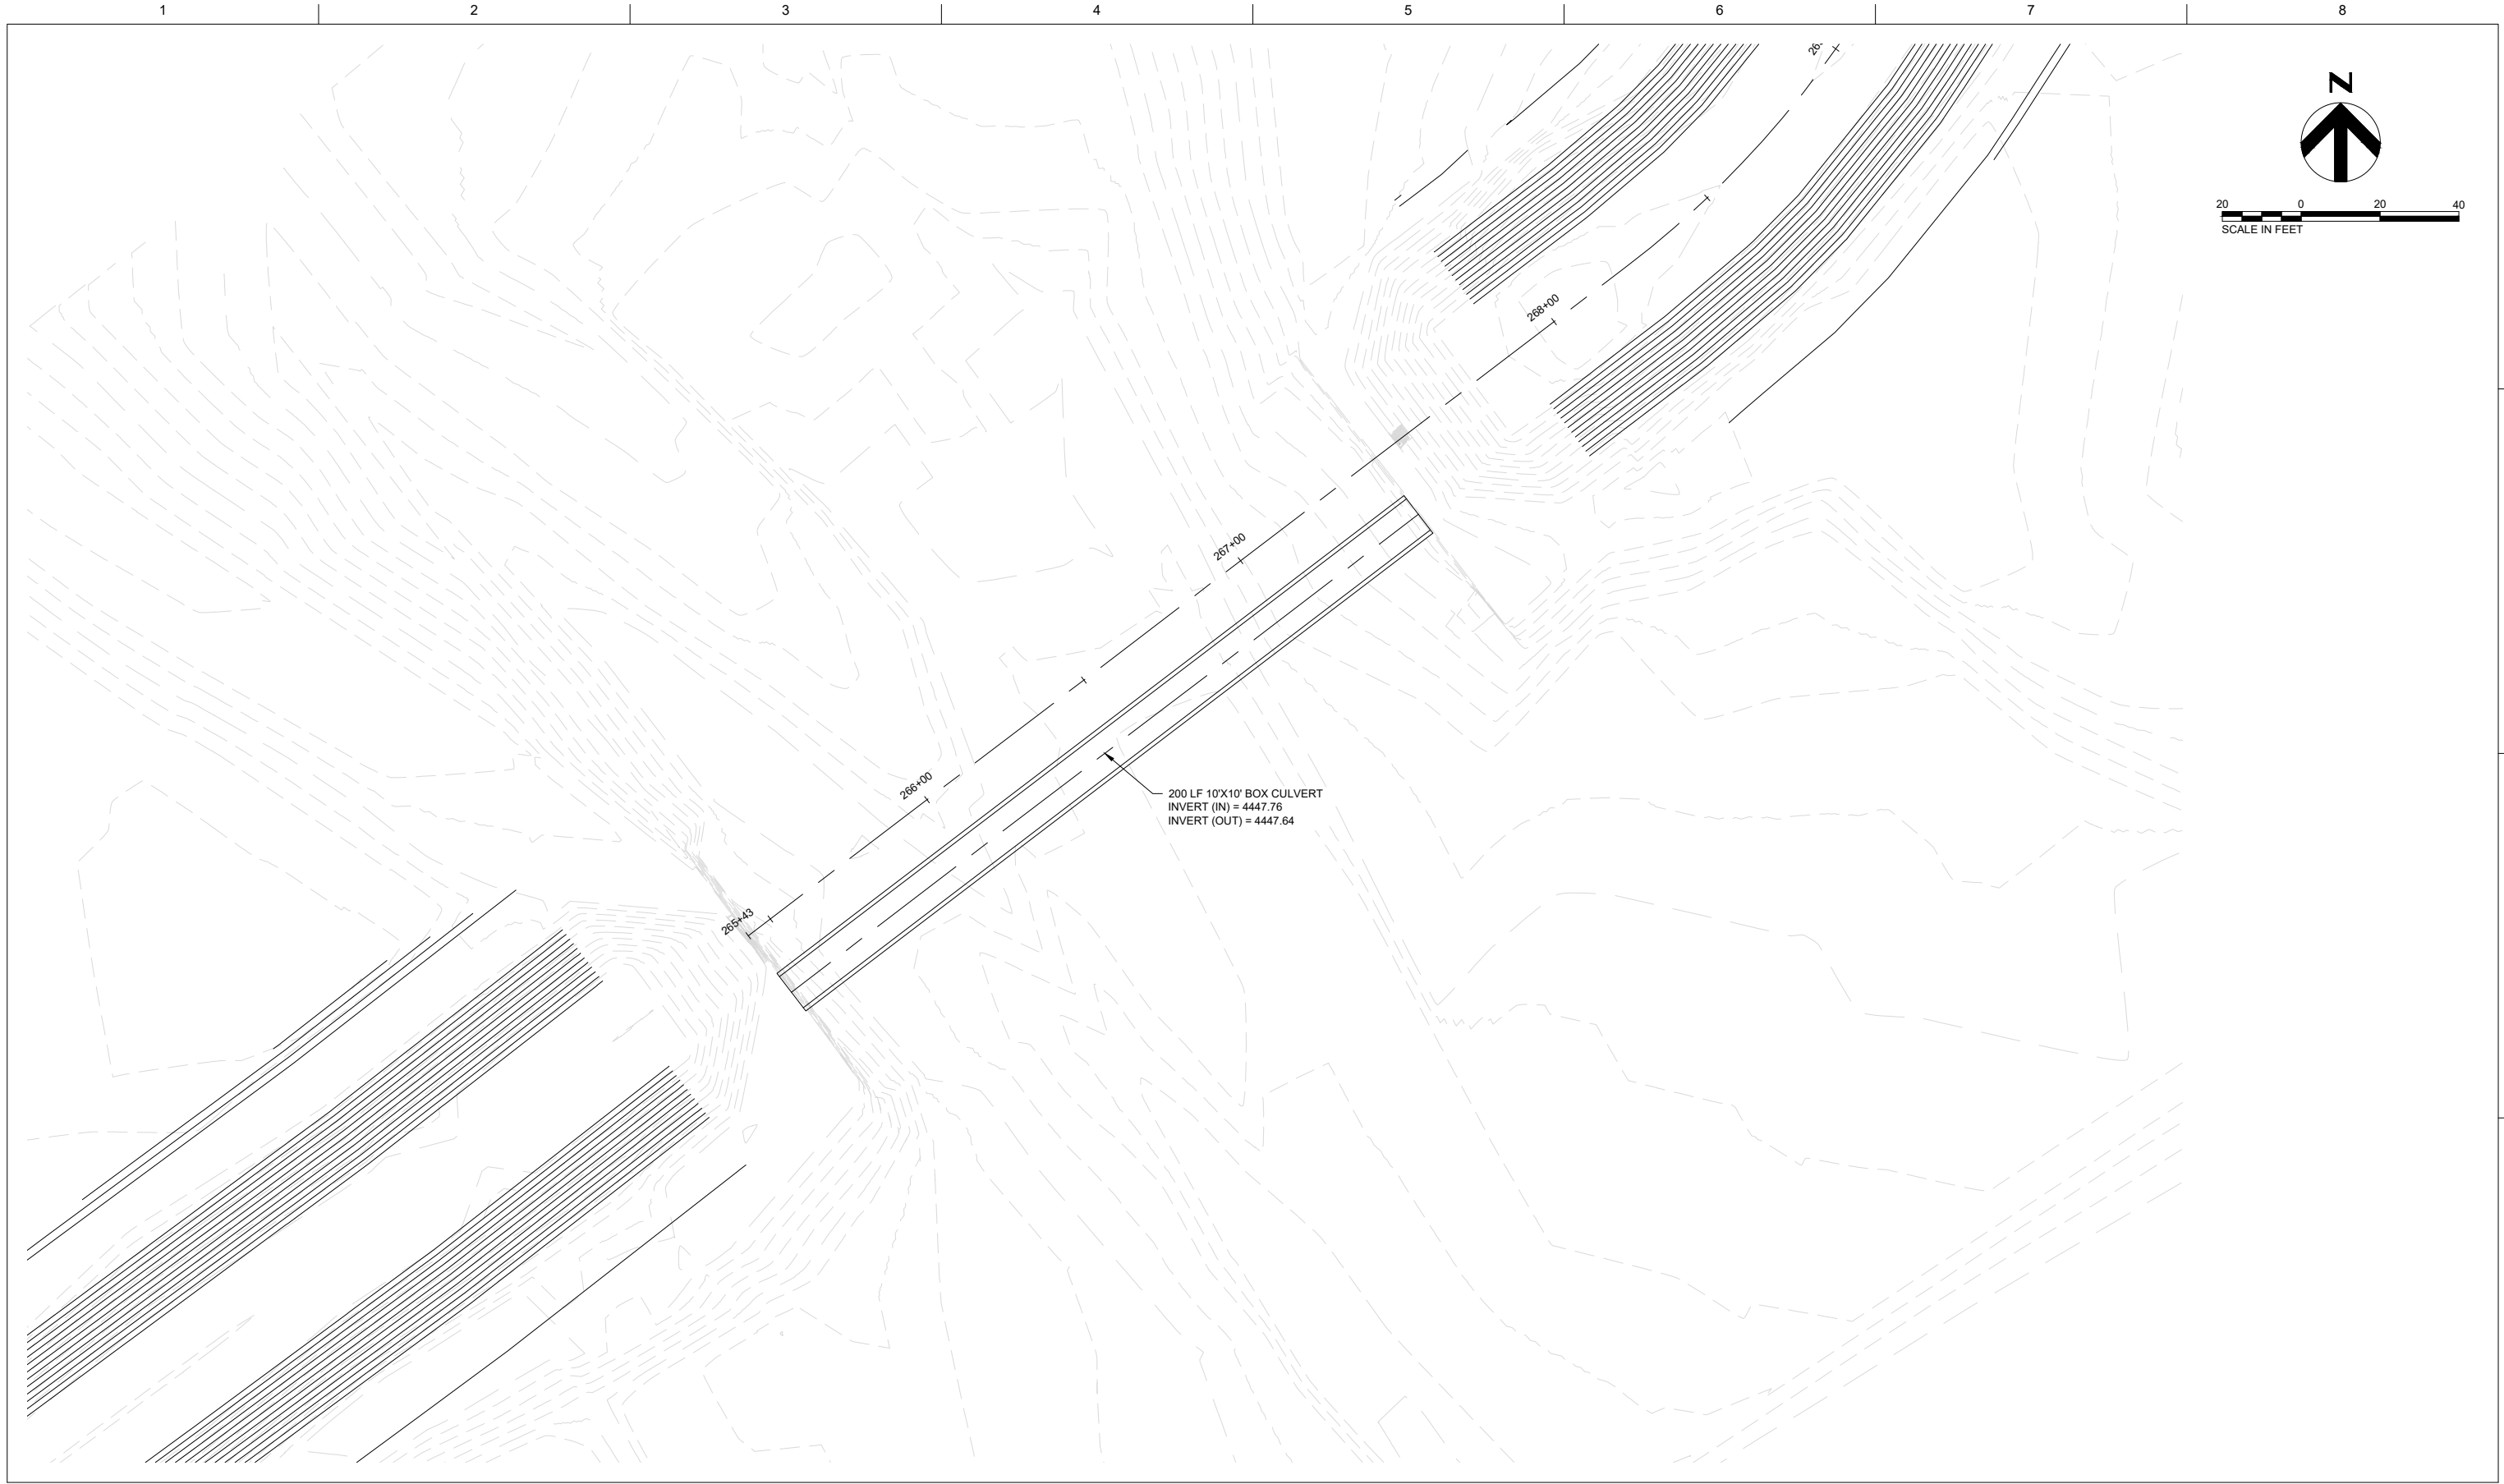 1 2 3 4 5 6 7 8
N
20 0 20 40
SCALE IN FEET
268+00
267+00
266+00
200 LF 10'X10' BOX CULVERT
INVERT (IN) = 4447.76
INVERT (OUT) = 4447.64
265+43